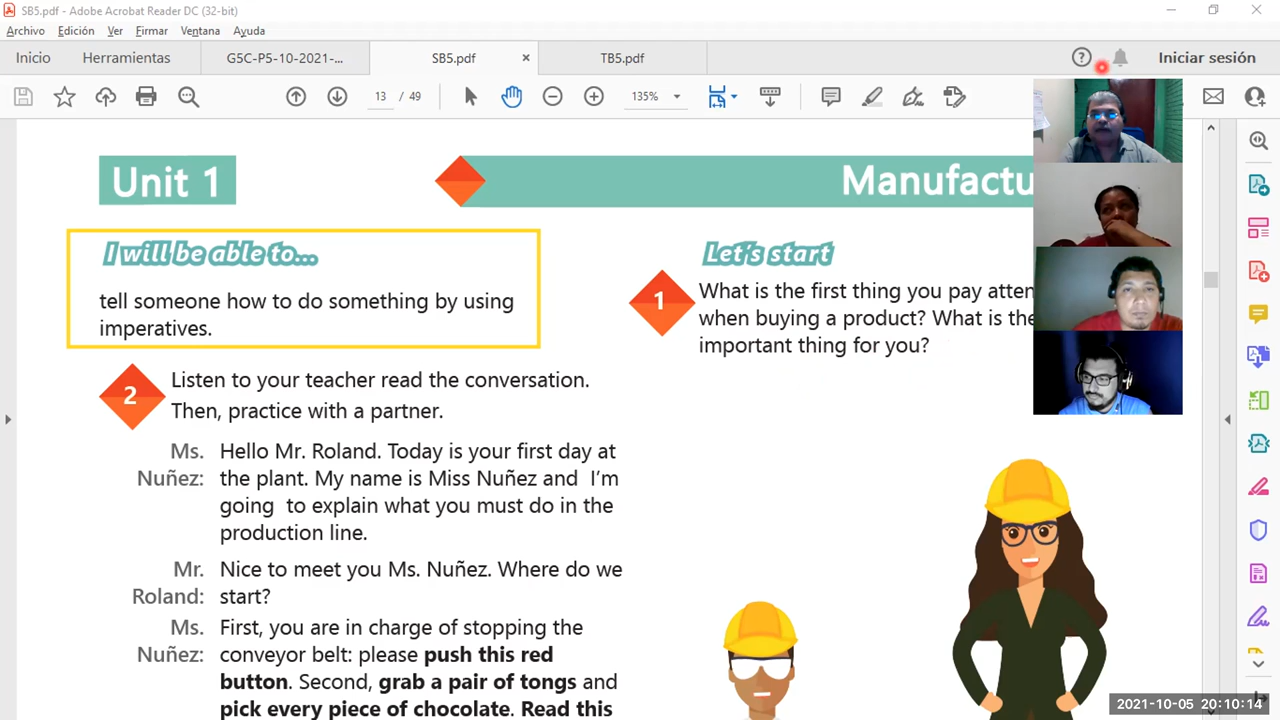 SB5.pdf - Adobe Acrobat Reader DC (32-bit)
Archivo Edición Ver Firmar Ventana Ayuda
Inicio Herramientas G5C-P5-10-2021-... SB5.pdf × TB5.pdf Iniciar sesión
13 / 49 135%
Unit 1
Manufactu
I will be able to...
tell someone how to do something by using
imperatives.
Let's start
1
What is the first thing you pay atten
when buying a product? What is the
important thing for you?
2
Listen to your teacher read the conversation.
Then, practice with a partner.
Ms. Hello Mr. Roland. Today is your first day at
Nuñez: the plant. My name is Miss Nuñez and I'm
going to explain what you must do in the
production line.
Mr. Nice to meet you Ms. Nuñez. Where do we
Roland: start?
Ms. First, you are in charge of stopping the
Nuñez: conveyor belt: please push this red
button. Second, grab a pair of tongs and
pick every piece of chocolate. Read this
2021-10-05 20:10:14